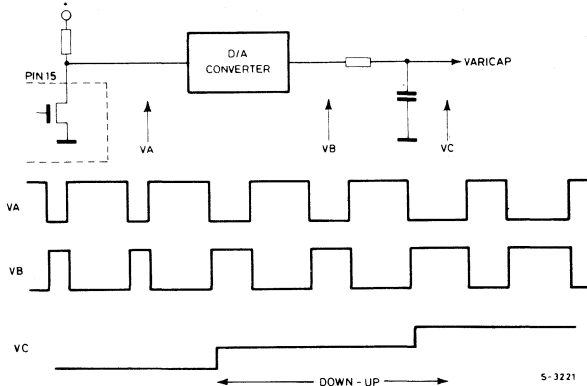 D/A
CONVERTER
VARICAP
PIN 15
VA
VB
VC
VA
VB
VC
DOWN - UP
S-3221